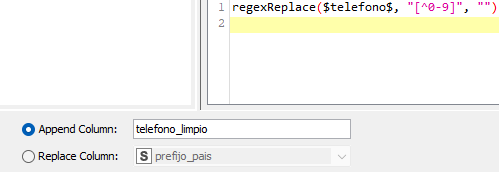 1 regexReplace($telefono$, "[^0-9]", "")
2
Append Column: telefono_limpio
Replace Column: S prefijo_pais